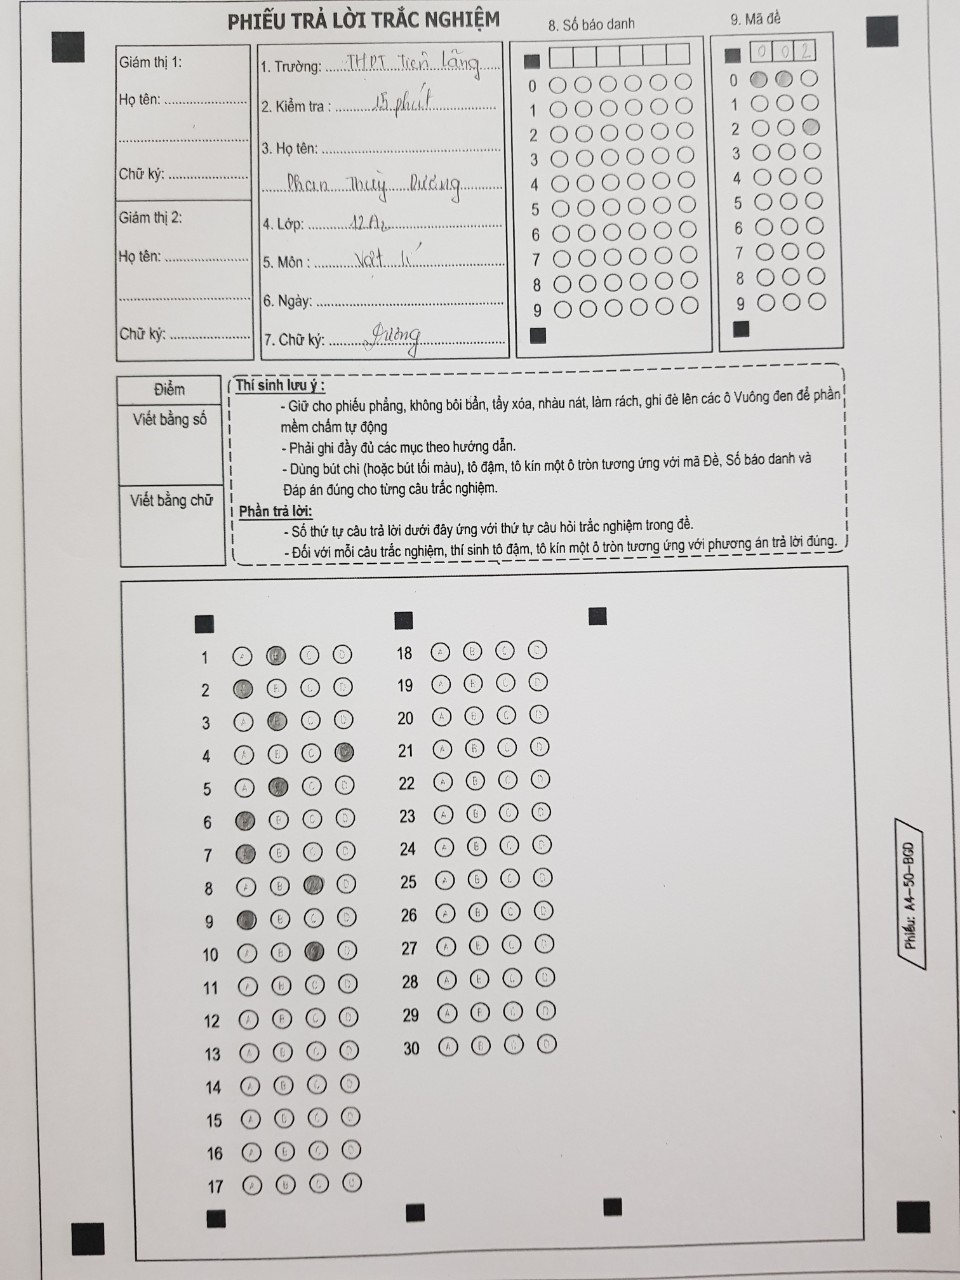 PHIẾU TRẢ LỜI TRẮC NGHIỆM
8. Số báo danh
9. Mã đề
0 0 2
Giám thị 1:
Họ tên:
Chữ ký:
Giám thị 2:
Họ tên:
Chữ ký:
1. Trường: THPT Tiên Lãng
2. Kiểm tra : 15 phút
3. Họ tên:
Phan Thuỳ Dương
4. Lớp: 12A2
5. Môn : Vật lí
6. Ngày:
7. Chữ ký: Dương
0
1
2
3
4
5
6
7
8
9
0
1
2
3
4
5
6
7
8
9
Điểm
Viết bằng số
Viết bằng chữ
Thí sinh lưu ý :
- Giữ cho phiếu phẳng, không bôi bẩn, tẩy xóa, nhàu nát, làm rách, ghi đè lên các ô Vuông đen để phần
mềm chấm tự động
- Phải ghi đầy đủ các mục theo hướng dẫn.
- Dùng bút chì (hoặc bút tối màu), tô đậm, tô kín một ô tròn tương ứng với mã Đề, Số báo danh và
Đáp án đúng cho từng câu trắc nghiệm.
Phần trả lời:
- Số thứ tự câu trả lời dưới đây ứng với thứ tự câu hỏi trắc nghiệm trong đề.
- Đối với mỗi câu trắc nghiệm, thí sinh tô đậm, tô kín một ô tròn tương ứng với phương án trả lời đúng.
1 A C D
2 B C D
3 A C D
4 A B C
5 A C D
6 B C D
7 B C D
8 A B D
9 B C D
10 A B D
11 A B C D
12 A B C D
13 A B C D
14 A B C D
15 A B C D
16 A B C D
17 A B C D
18 A B C D
19 A B C D
20 A B C D
21 A B C D
22 A B C D
23 A B C D
24 A B C D
25 A B C D
26 A B C D
27 A B C D
28 A B C D
29 A B C D
30 A B C D
Phiếu: A4-50-BGD